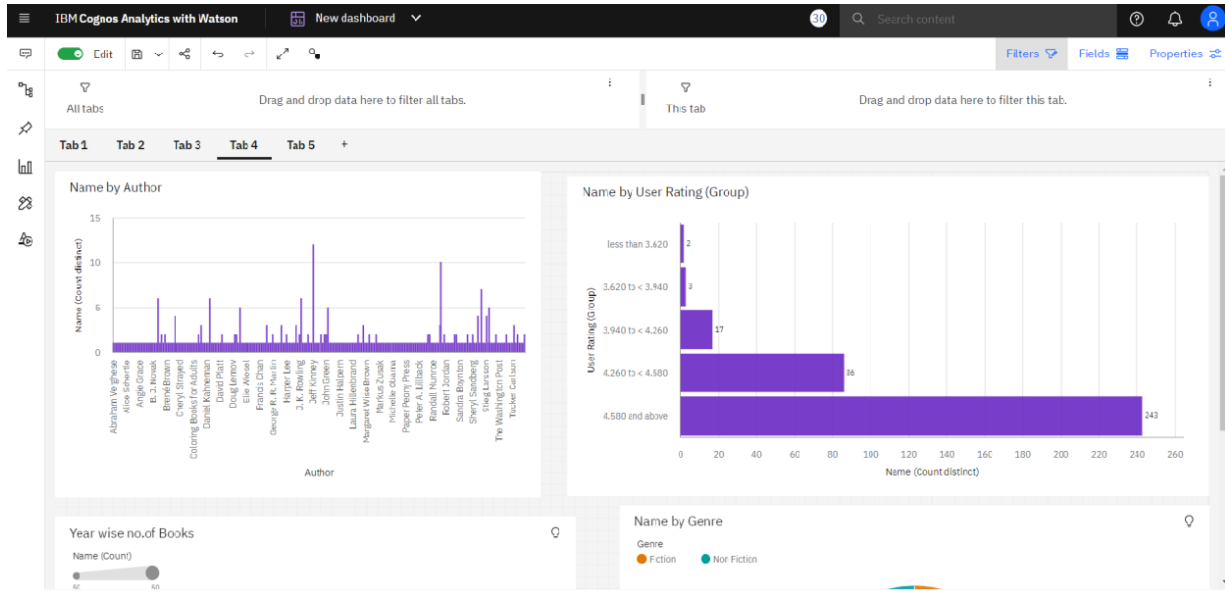 IBM Cognos Analytics with Watson
New dashboard
30
Search content
Edit
Filters
Fields
Properties
All tabs
Drag and drop data here to filter all tabs.
This tab
Drag and drop data here to filter this tab.
Tab 1
Tab 2
Tab 3
Tab 4
Tab 5
+
Name by Author
Name (Count distinct)
15
10
5
0
Abraham Verghese
Alice Schertle
Angie Grace
B. J. Novak
Brené Brown
Cheryl Strayed
Coloring Books for Adults
Daniel Kahneman
David Platt
Doug Lemov
Elie Wiesel
Francis Chan
George R. R. Martin
Harper Lee
J. K. Rowling
Jeff Kinney
John Green
Justin Halpern
Laura Hillenbrand
Margaret Wise Brown
Markus Zusak
Michelle Obama
Paper Peony Press
Peter A. Lillback
Randall Munroe
Robert Jordan
Sandra Boynton
Sheryl Sandberg
Stieg Larsson
The Washington Post
Tucker Carlson
Author
Name by User Rating (Group)
User Rating (Group)
less than 3.620
2
3.620 to < 3.940
3
3.940 to < 4.260
17
4.260 to < 4.580
86
4.580 and above
243
0 20 40 60 80 100 120 140 160 180 200 220 240 260
Name (Count distinct)
Year wise no.of Books
Name (Count)
50
50
Name by Genre
Genre
Fiction
Non Fiction